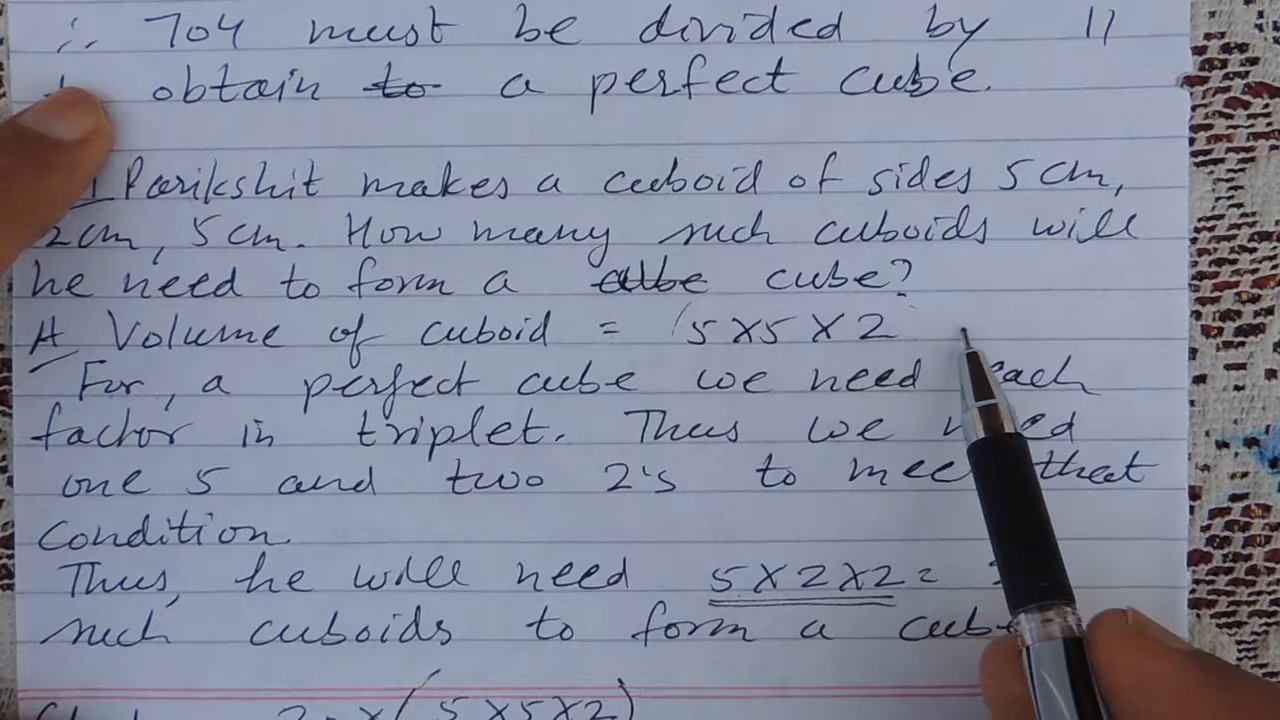 ∴ 704 must be divided by 11
obtain to a perfect cube.
Parikshit makes a cuboid of sides 5 cm,
2 cm, 5 cm. How many such cuboids will
he need to form a cube?
A Volume of cuboid = (5 X 5 X 2
For, a perfect cube we need each
factor in triplet. Thus we need
one 5 and two 2's to meet that
condition.
Thus, he will need 5 X 2 X 2 =
such cuboids to form a cube
X (5 X 5 X 2)